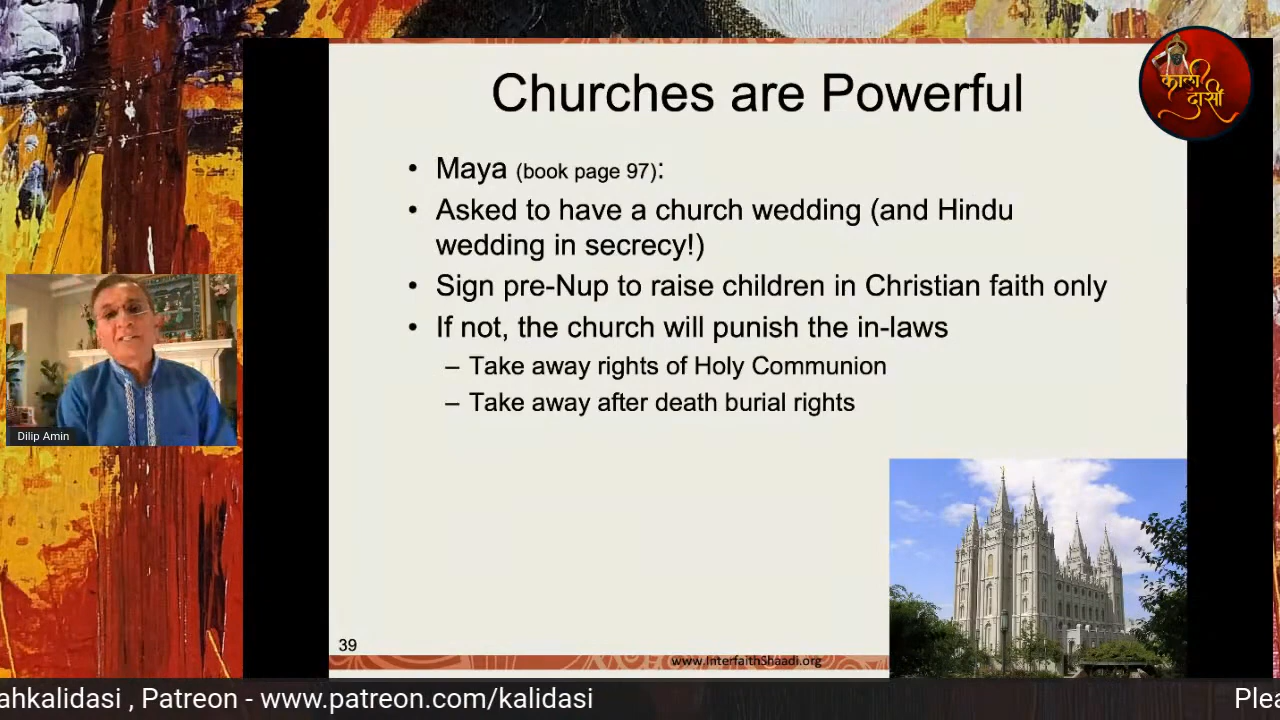 Churches are Powerful
काली
दासी
• Maya (book page 97):
• Asked to have a church wedding (and Hindu
wedding in secrecy!)
• Sign pre-Nup to raise children in Christian faith only
• If not, the church will punish the in-laws
– Take away rights of Holy Communion
– Take away after death burial rights
Dilip Amin
39
www.InterfaithShaadi.org
ahkalidasi , Patreon - www.patreon.com/kalidasi
Plea